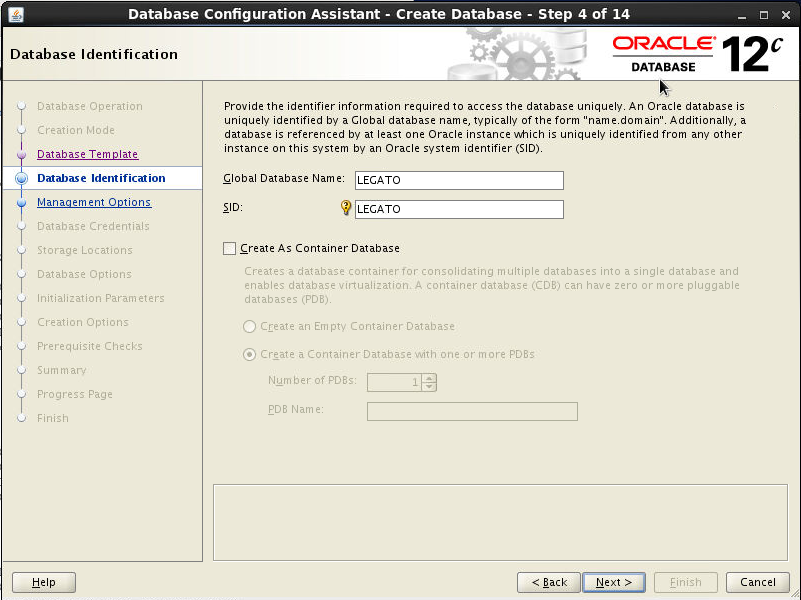 Database Configuration Assistant - Create Database - Step 4 of 14
Database Identification
ORACLE
DATABASE
12c
Database Operation
Creation Mode
Database Template
Database Identification
Management Options
Database Credentials
Storage Locations
Database Options
Initialization Parameters
Creation Options
Prerequisite Checks
Summary
Progress Page
Finish
Provide the identifier information required to access the database uniquely. An Oracle database is
uniquely identified by a Global database name, typically of the form "name.domain". Additionally, a
database is referenced by at least one Oracle instance which is uniquely identified from any other
instance on this system by an Oracle system identifier (SID).
Global Database Name: LEGATO
SID: LEGATO
Create As Container Database
Creates a database container for consolidating multiple databases into a single database and
enables database virtualization. A container database (CDB) can have zero or more pluggable
databases (PDB).
Create an Empty Container Database
Create a Container Database with one or more PDBs
Number of PDBs: 1
PDB Name:
Help < Back Next > Finish Cancel